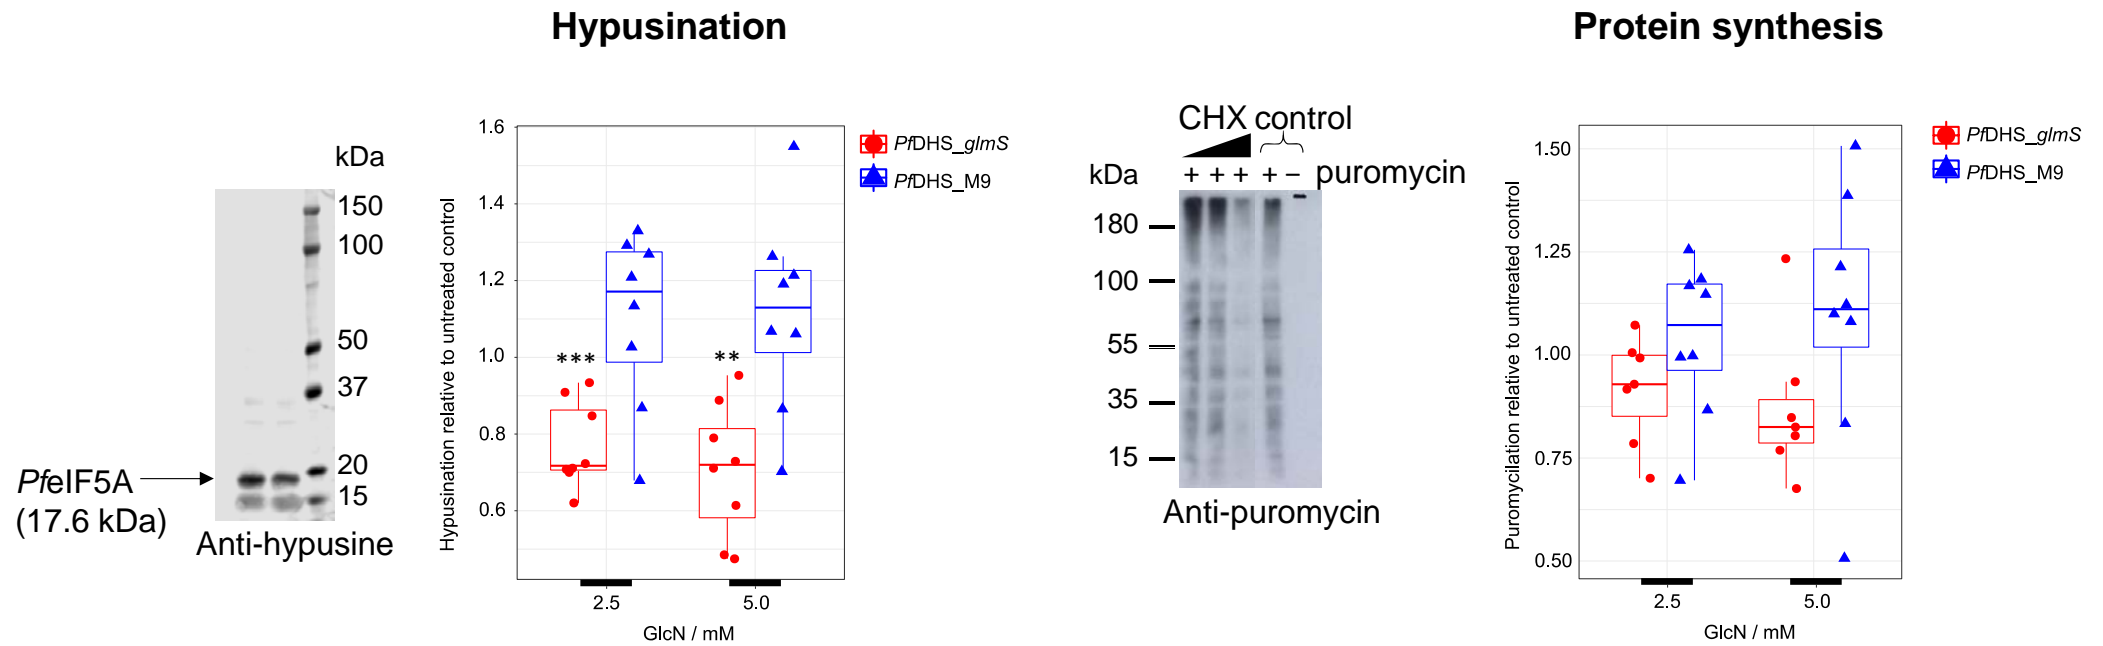 Hypusination
Protein synthesis
kDa
150
100
50
37
20
15
PfeIF5A
(17.6 kDa)
Anti-hypusine
Hypusination relative to untreated control
1.6
1.4
1.2
1.0
0.8
0.6
***
**
2.5
5.0
GlcN / mM
PfDHS_glmS
PfDHS_M9
CHX control
kDa + + + + − puromycin
180
100
55
35
15
Anti-puromycin
Puromycilation relative to untreated control
1.50
1.25
1.00
0.75
0.50
2.5
5.0
GlcN / mM
PfDHS_glmS
PfDHS_M9